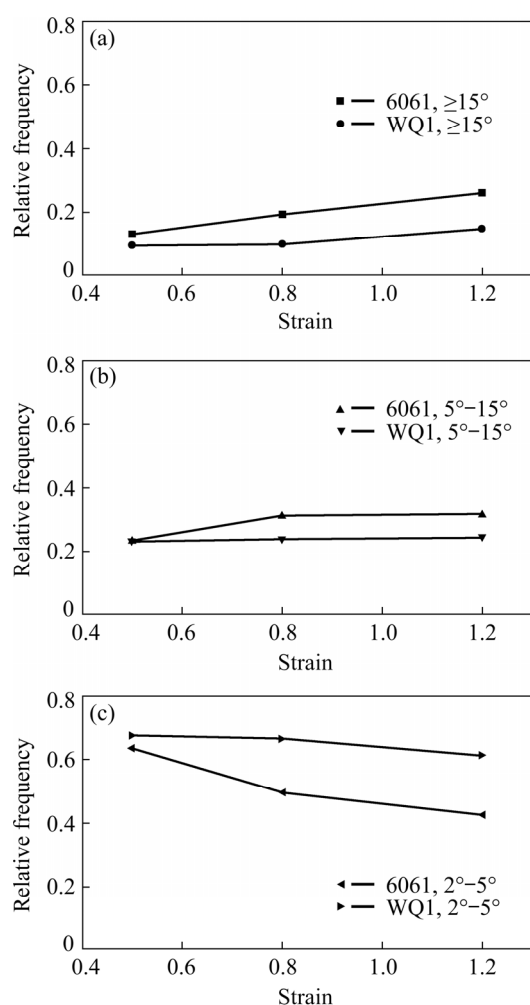 (a)
0.8
0.6
0.4
0.2
0
Relative frequency
6061, ≥15°
WQ1, ≥15°
0.4 0.6 0.8 1.0 1.2
Strain
(b)
0.8
0.6
0.4
0.2
0
Relative frequency
6061, 5°−15°
WQ1, 5°−15°
0.4 0.6 0.8 1.0 1.2
Strain
(c)
0.8
0.6
0.4
0.2
0
Relative frequency
6061, 2°−5°
WQ1, 2°−5°
0.4 0.6 0.8 1.0 1.2
Strain